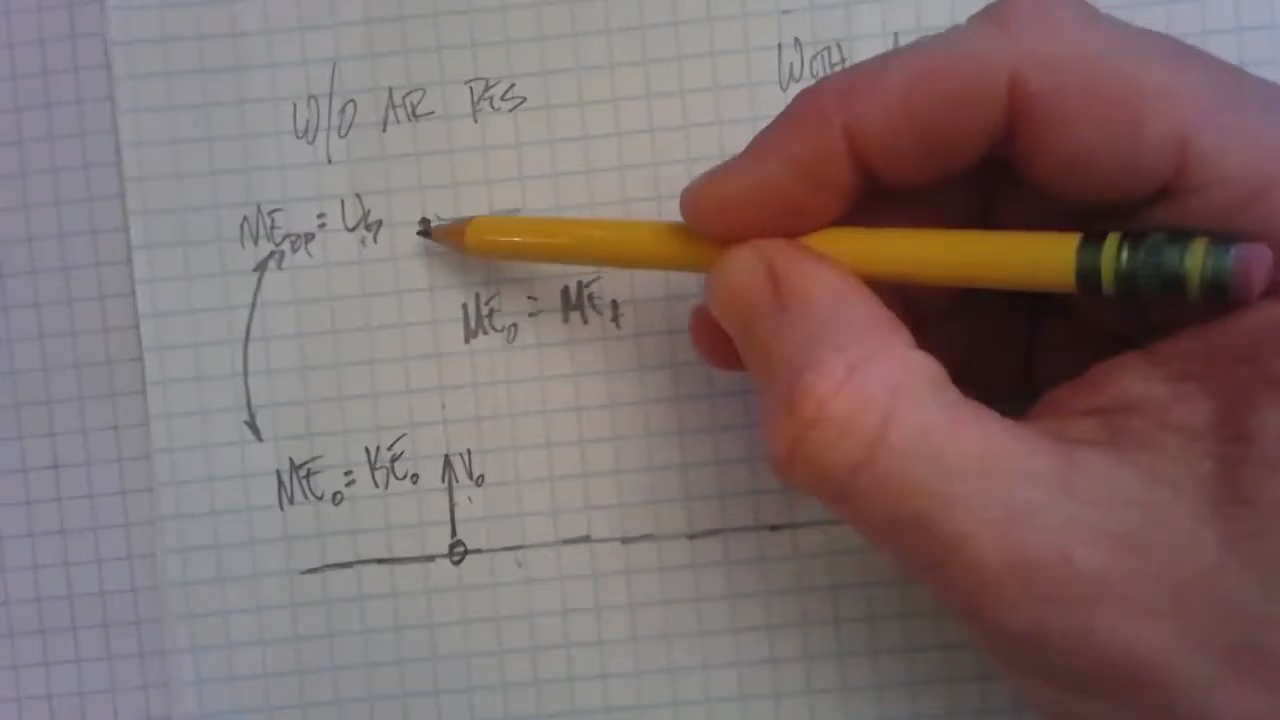 W/O AIR RES
WITH
ME_TOP = U_g
ME_0 = ME_f
ME_0 = KE_0
V_0